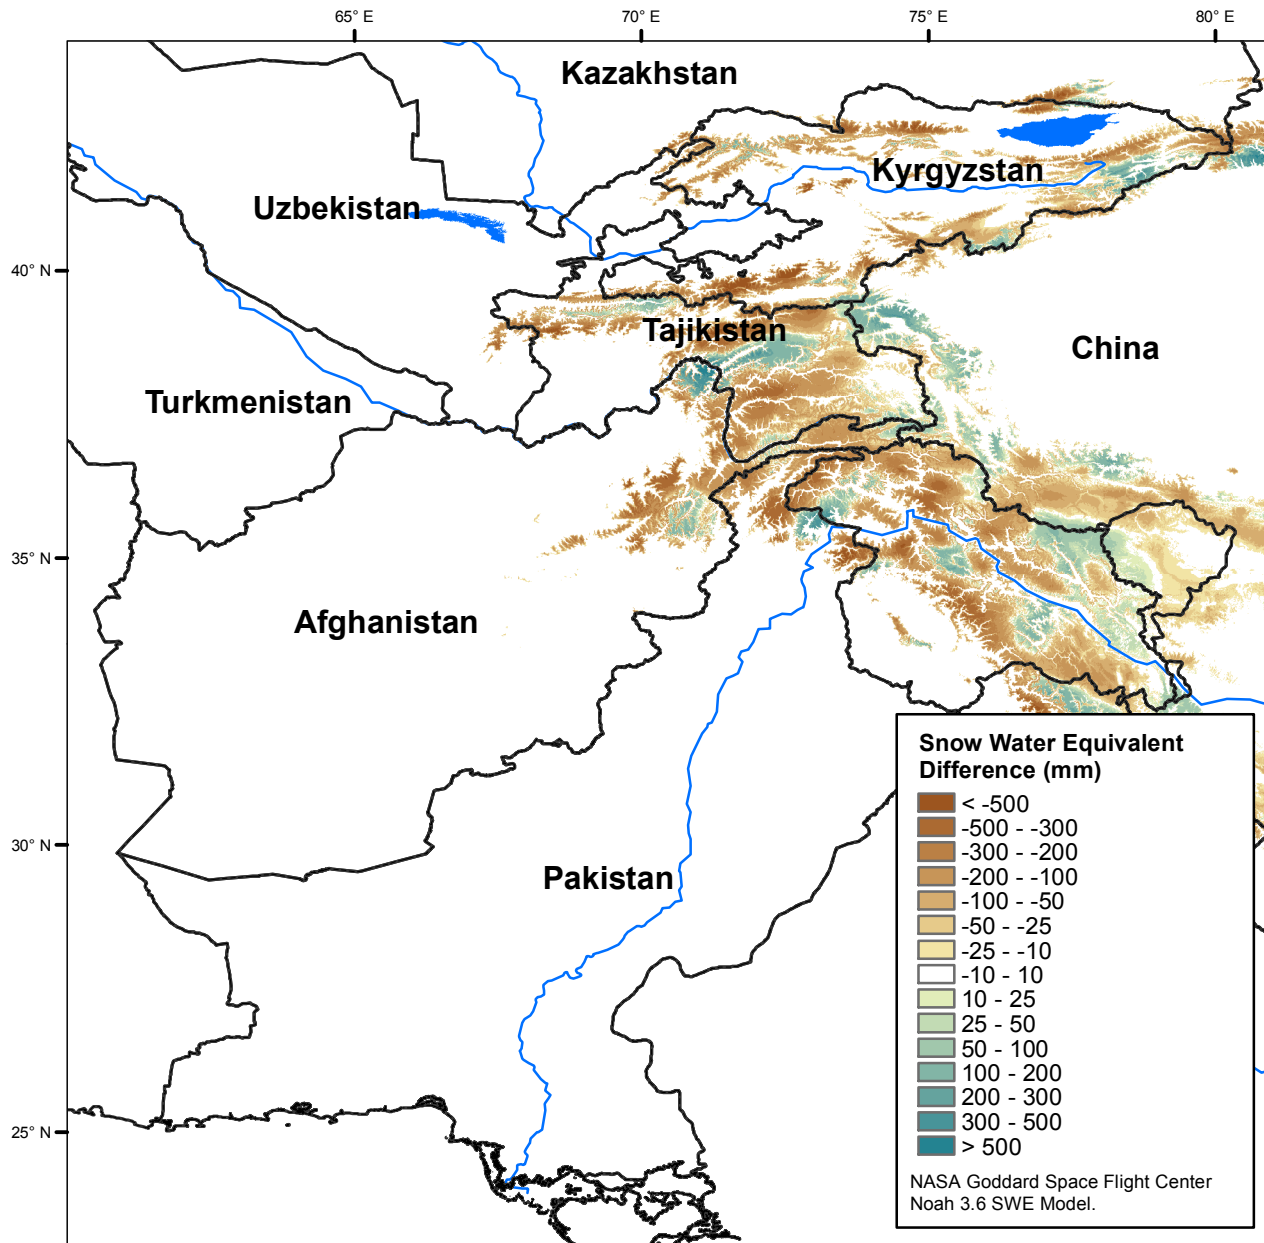 65° E
70° E
75° E
80° E
Kazakhstan
Kyrgyzstan
Uzbekistan
40° N
Tajikistan
China
Turkmenistan
35° N
Afghanistan
Snow Water Equivalent
Difference (mm)
< -500
-500 - -300
-300 - -200
-200 - -100
-100 - -50
-50 - -25
-25 - -10
-10 - 10
10 - 25
25 - 50
50 - 100
100 - 200
200 - 300
300 - 500
> 500
30° N
Pakistan
25° N
NASA Goddard Space Flight Center
Noah 3.6 SWE Model.